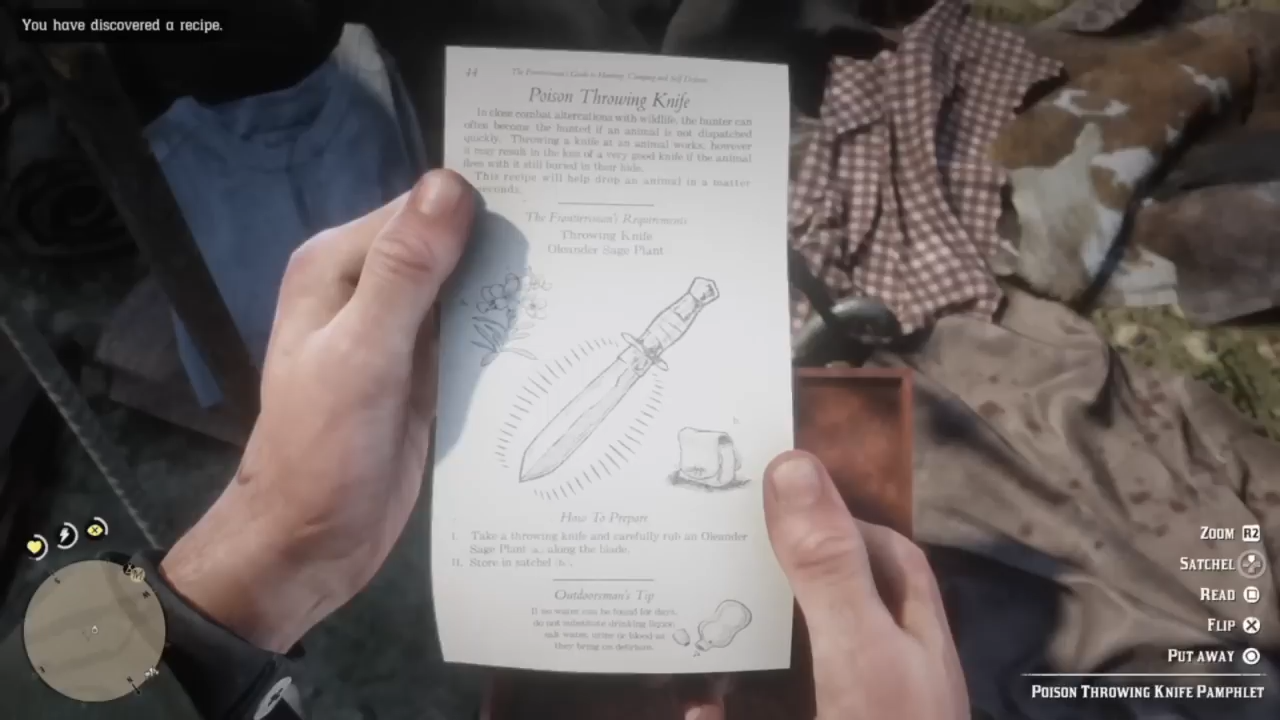 You have discovered a recipe.
44 The Frontiersman's Guide to Hunting, Camping and Self Defense
Poison Throwing Knife
In close combat altercations with wildlife, the hunter can
often become the hunted if an animal is not dispatched
quickly. Throwing a knife at an animal works, however
it may result in the loss of a very good knife if the animal
flees with it still buried in their hide.
This recipe will help drop an animal in a matter
seconds.
The Frontiersman's Requirements
Throwing Knife
Oleander Sage Plant
How To Prepare
I. Take a throwing knife and carefully rub an Oleander
Sage Plant a. along the blade.
II. Store in satchel b.
Outdoorsman's Tip
If no water can be found for thirst,
do not substitute drinking liquor,
salt water, urine or blood as
they bring on delirium.
ZOOM R2
SATCHEL
READ
FLIP
PUT AWAY
POISON THROWING KNIFE PAMPHLET